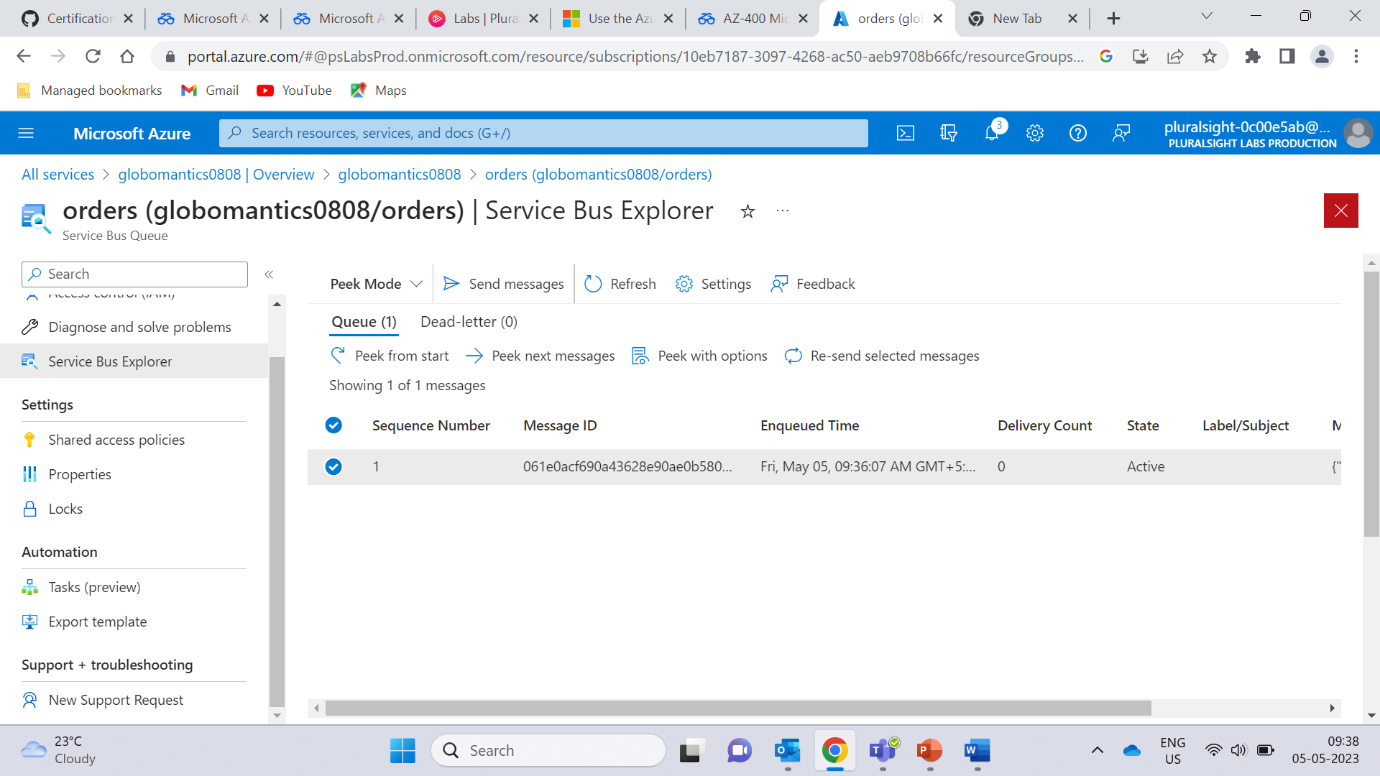 Certification
Microsoft A
Microsoft A
Labs | Plura
Use the Azu
AZ-400 Mic
orders (glo
New Tab
portal.azure.com/#@psLabsProd.onmicrosoft.com/resource/subscriptions/10eb7187-3097-4268-ac50-aeb9708b66fc/resourceGroups...
Managed bookmarks
Gmail
YouTube
Maps
Microsoft Azure
Search resources, services, and docs (G+/)
3
pluralsight-0c00e5ab@...
PLURALSIGHT LABS PRODUCTION
All services > globomantics0808 | Overview > globomantics0808 > orders (globomantics0808/orders)
orders (globomantics0808/orders) | Service Bus Explorer ...
Service Bus Queue
Search
«
Access control (IAM)
Diagnose and solve problems
Service Bus Explorer
Settings
Shared access policies
Properties
Locks
Automation
Tasks (preview)
Export template
Support + troubleshooting
New Support Request
Peek Mode
Send messages
Refresh
Settings
Feedback
Queue (1)
Dead-letter (0)
Peek from start
Peek next messages
Peek with options
Re-send selected messages
Showing 1 of 1 messages
Sequence Number Message ID Enqueued Time Delivery Count State Label/Subject M
1 061e0acf690a43628e90ae0b580... Fri, May 05, 09:36:07 AM GMT+5:... 0 Active {"
23°C
Cloudy
Search
ENG
US
09:38
05-05-2023